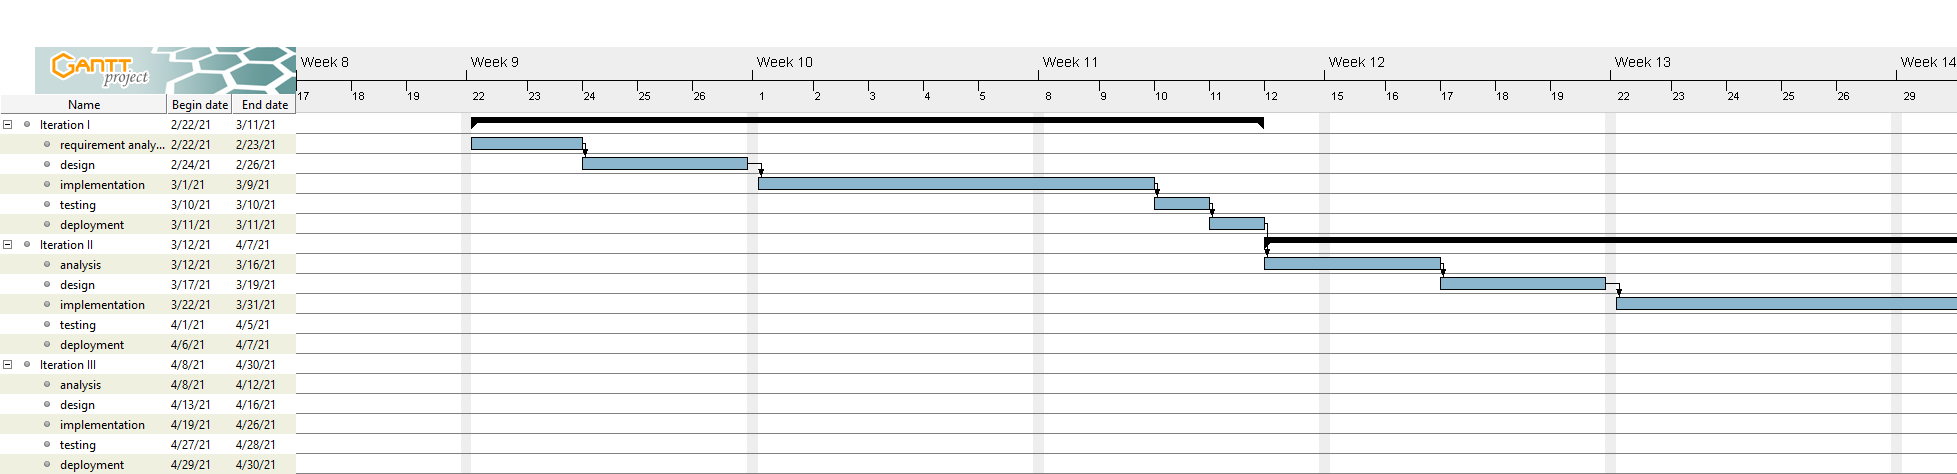 GANTT
project
Week 8 Week 9 Week 10 Week 11 Week 12 Week 13 Week 14
17 18 19 22 23 24 25 26 1 2 3 4 5 8 9 10 11 12 15 16 17 18 19 22 23 24 25 26 29
Name Begin date End date
Iteration I 2/22/21 3/11/21
requirement analy... 2/22/21 2/23/21
design 2/24/21 2/26/21
implementation 3/1/21 3/9/21
testing 3/10/21 3/10/21
deployment 3/11/21 3/11/21
Iteration II 3/12/21 4/7/21
analysis 3/12/21 3/16/21
design 3/17/21 3/19/21
implementation 3/22/21 3/31/21
testing 4/1/21 4/5/21
deployment 4/6/21 4/7/21
Iteration III 4/8/21 4/30/21
analysis 4/8/21 4/12/21
design 4/13/21 4/16/21
implementation 4/19/21 4/26/21
testing 4/27/21 4/28/21
deployment 4/29/21 4/30/21